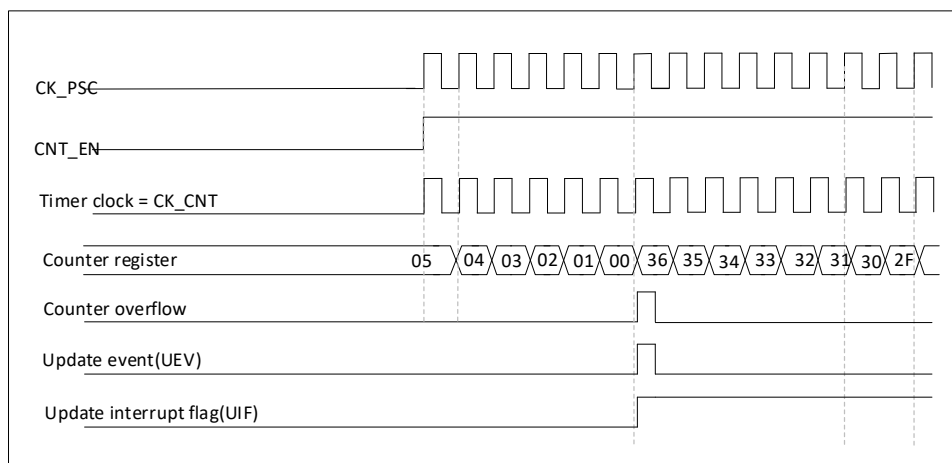 CK_PSC
CNT_EN
Timer clock = CK_CNT
Counter register 05 04 03 02 01 00 36 35 34 33 32 31 30 2F
Counter overflow
Update event(UEV)
Update interrupt flag(UIF)